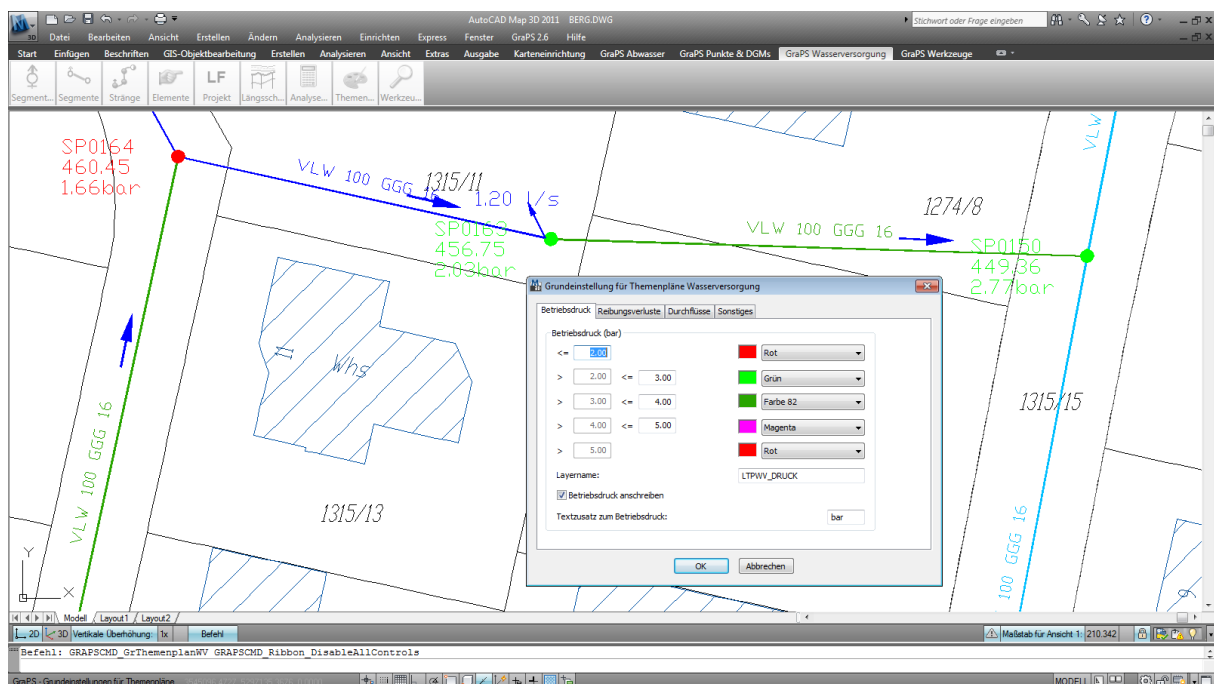 AutoCAD Map 3D 2011 BERG.DWG
Stichwort oder Frage eingeben
3D
Datei Bearbeiten Ansicht Erstellen Ändern Analysieren Einrichten Express Fenster GraPS 2.6 Hilfe
Start Einfügen Beschriften GIS-Objektbearbeitung Erstellen Analysieren Ansicht Extras Ausgabe Karteneinrichtung GraPS Abwasser GraPS Punkte & DGMs GraPS Wasserversorgung GraPS Werkzeuge
LF
Segment... Segmente Stränge Elemente Projekt Längssch... Analyse... Themen... Werkzeu...
SP0164
460.45
1.66bar
VLW 100 GGG 16
1315/11
1.20 l/s
SP0163
456.75
2.03bar
VLW 100 GGG 16
1274/8
SP0150
449.36
2.77bar
VLW
11
Whs
VLW 100 GGG 16
1315/13
1315/15
100 GGG 16
9
Y
X
Grundeinstellung für Themenpläne Wasserversorgung
Betriebsdruck Reibungsverluste Durchflüsse Sonstiges
Betriebsdruck (bar)
<= 2.00 Rot
> 2.00 <= 3.00 Grün
> 3.00 <= 4.00 Farbe 82
> 4.00 <= 5.00 Magenta
> 5.00 Rot
Layername: LTPWV_DRUCK
Betriebsdruck anschreiben
Textzusatz zum Betriebsdruck: bar
OK Abbrechen
Modell Layout1 Layout2
2D 3D Vertikale Überhöhung: 1x Befehl
Maßstab für Ansicht 1: 210.342
Befehl: GRAPSCMD_GrThemenplanWV GRAPSCMD_Ribbon_DisableAllControls
GraPS - Grundeinstellungen für Themenpläne
MODELL